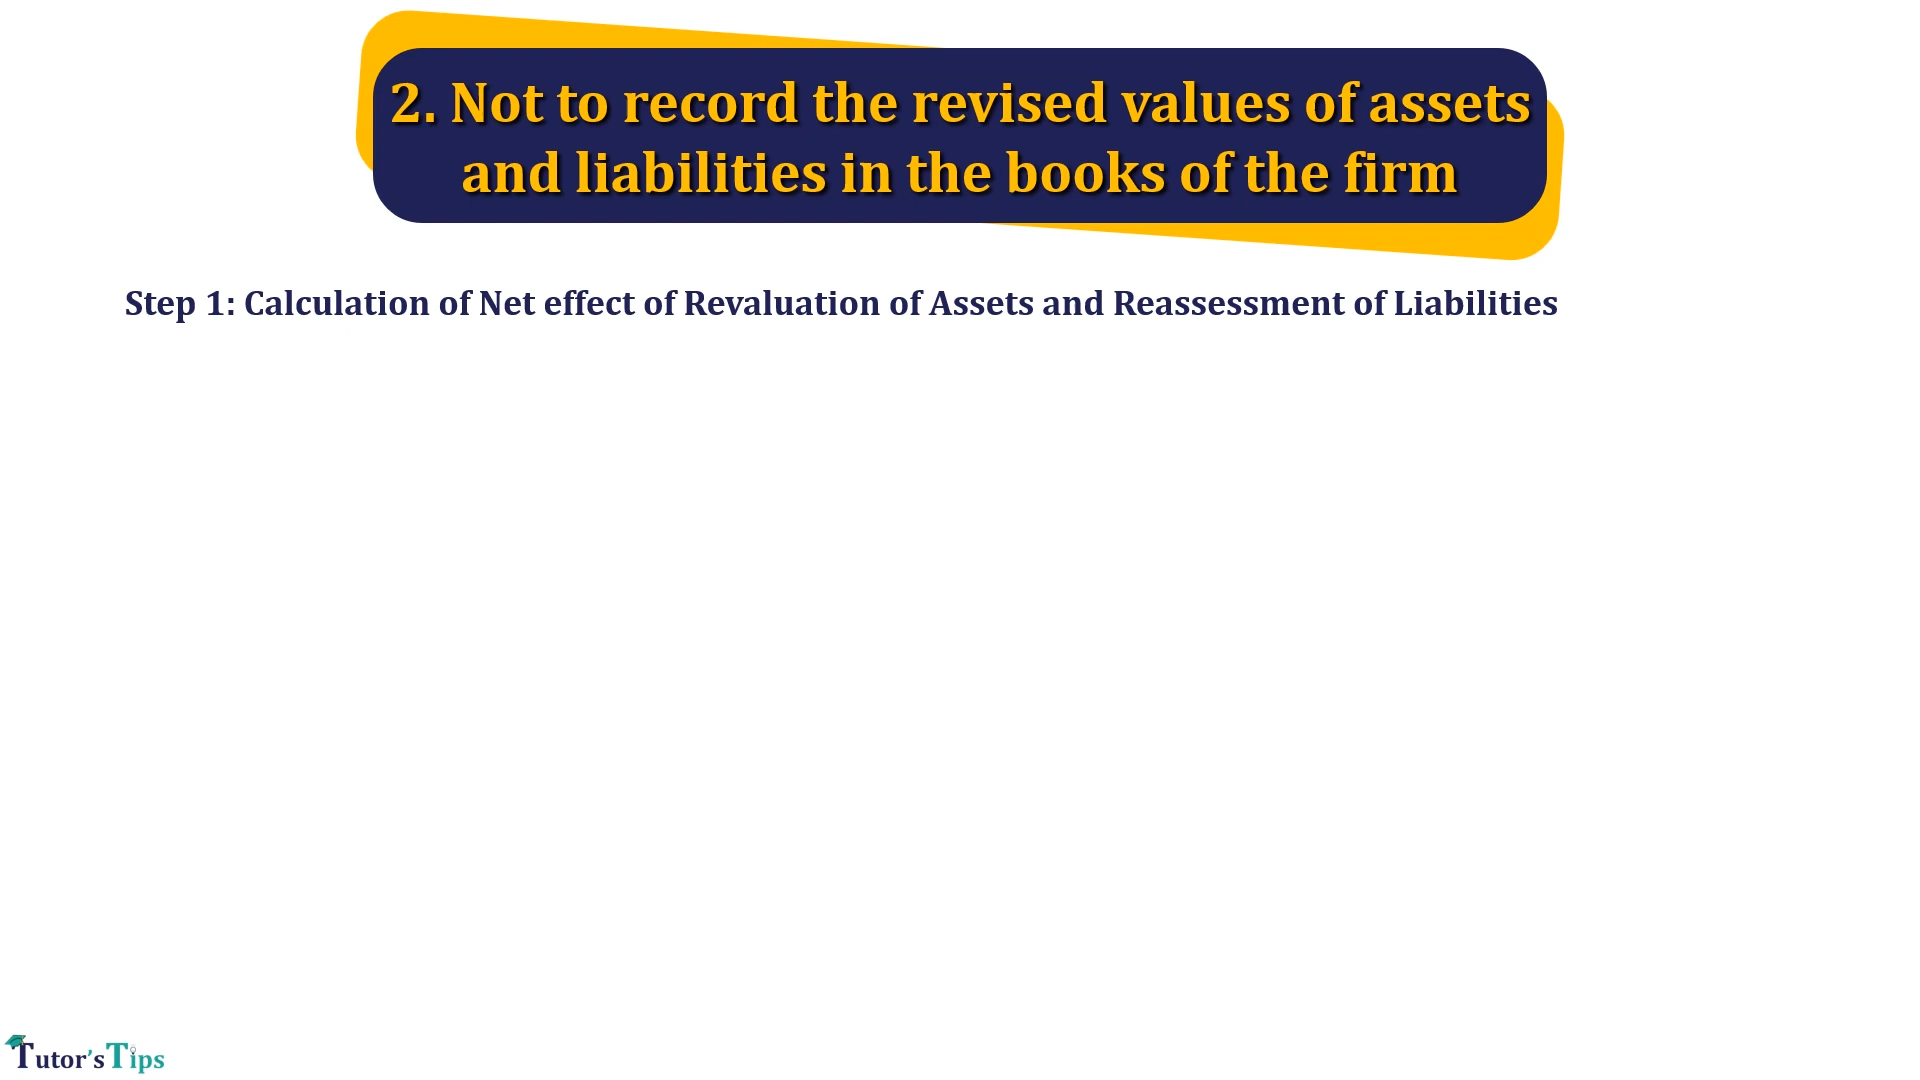 2. Not to record the revised values of assets
and liabilities in the books of the firm
Step 1: Calculation of Net effect of Revaluation of Assets and Reassessment of Liabilities
Tutor'sTips